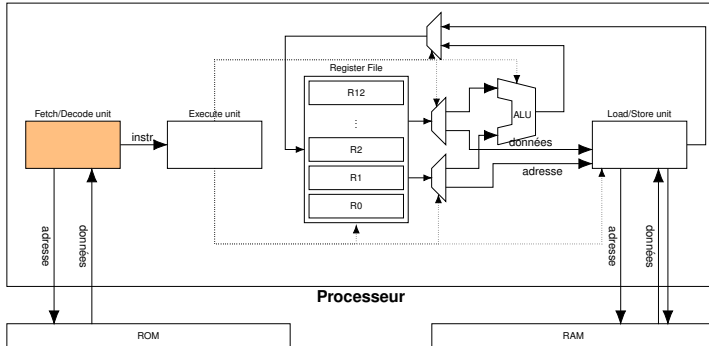 Fetch/Decode unit
instr.
Execute unit
Register File
R12
⋮
R2
R1
R0
ALU
données
adresse
Load/Store unit
adresse
données
adresse
données
Processeur
ROM
RAM